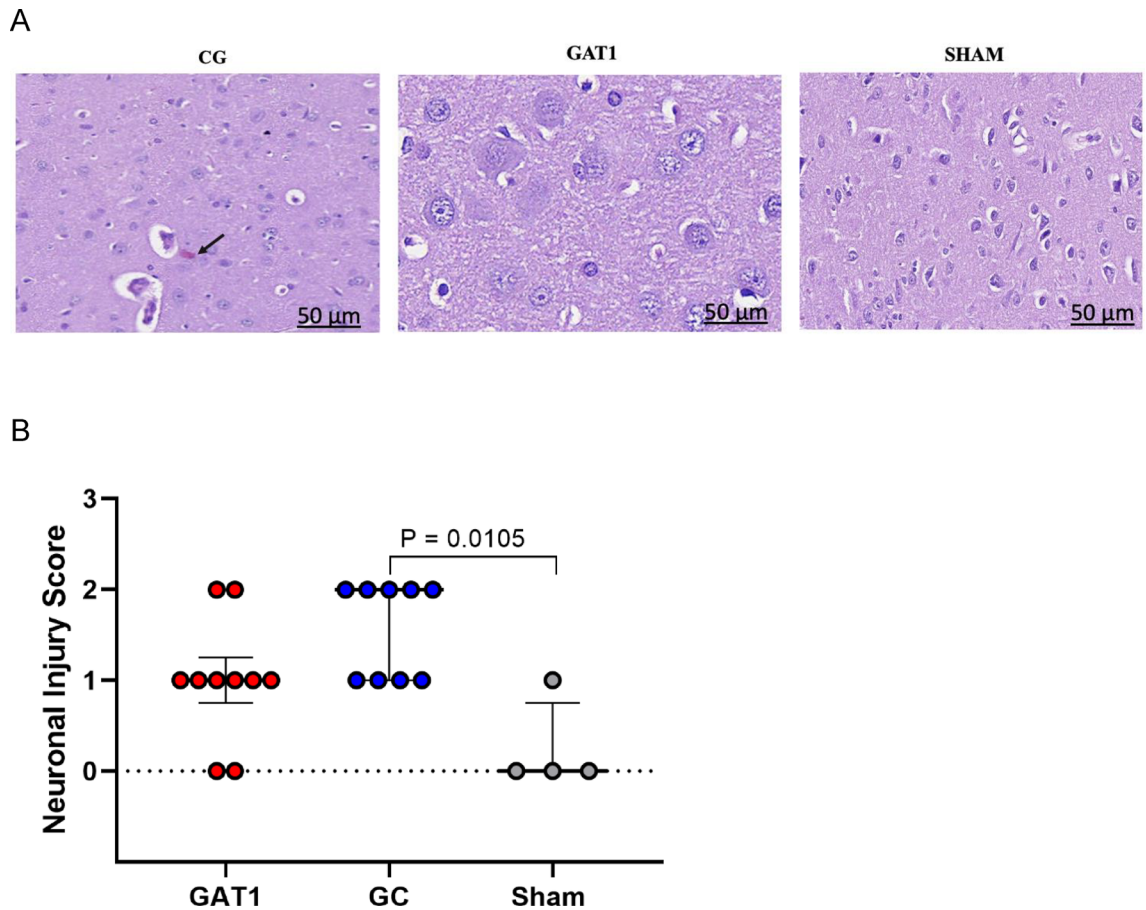 A
CG
GAT1
SHAM
50 µm
50 µm
50 µm
B
Neuronal Injury Score
3
2
1
0
P = 0.0105
GAT1
GC
Sham